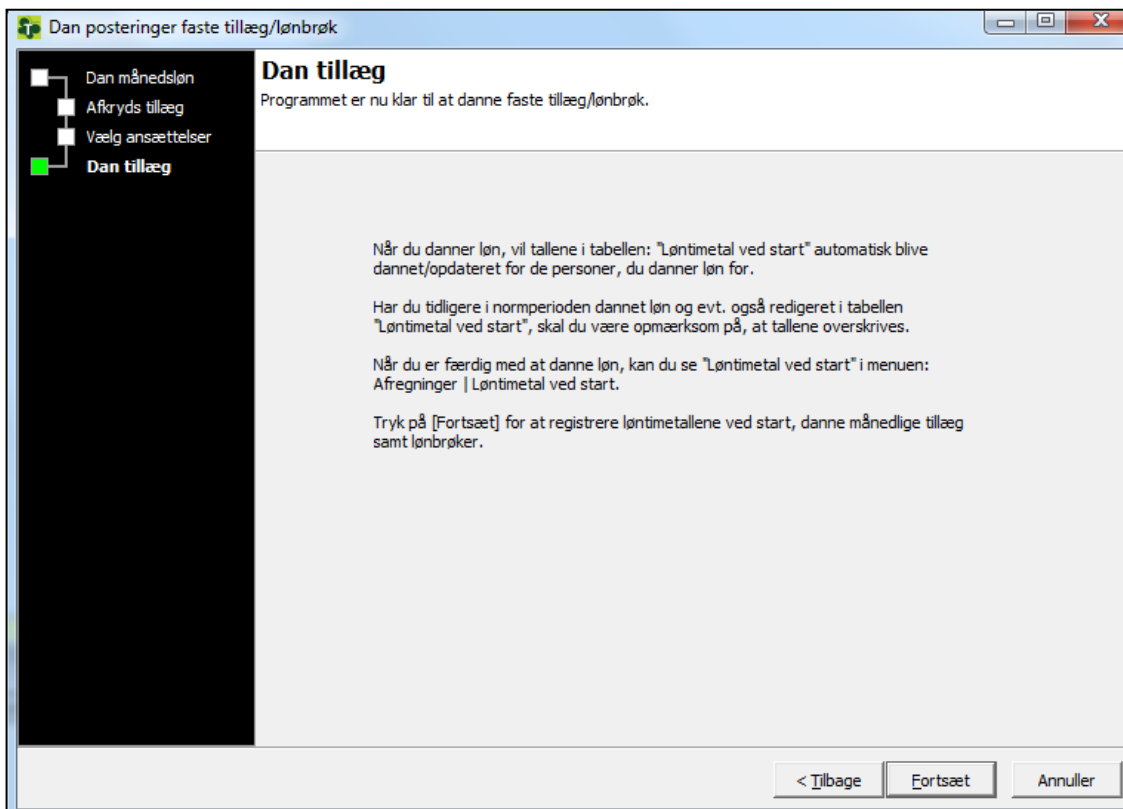 Dan posteringer faste tillæg/lønbrøk
Dan månedsløn
Afkryds tillæg
Vælg ansættelser
Dan tillæg
Dan tillæg
Programmet er nu klar til at danne faste tillæg/lønbrøk.
Når du danner løn, vil tallene i tabellen: "Løntimetal ved start" automatisk blive
dannet/opdateret for de personer, du danner løn for.
Har du tidligere i normperioden dannet løn og evt. også redigeret i tabellen
"Løntimetal ved start", skal du være opmærksom på, at tallene overskrives.
Når du er færdig med at danne løn, kan du se "Løntimetal ved start" i menuen:
Afregninger | Løntimetal ved start.
Tryk på [Fortsæt] for at registrere løntimetallene ved start, danne månedlige tillæg
samt lønbrøker.
< Tilbage
Fortsæt
Annuller